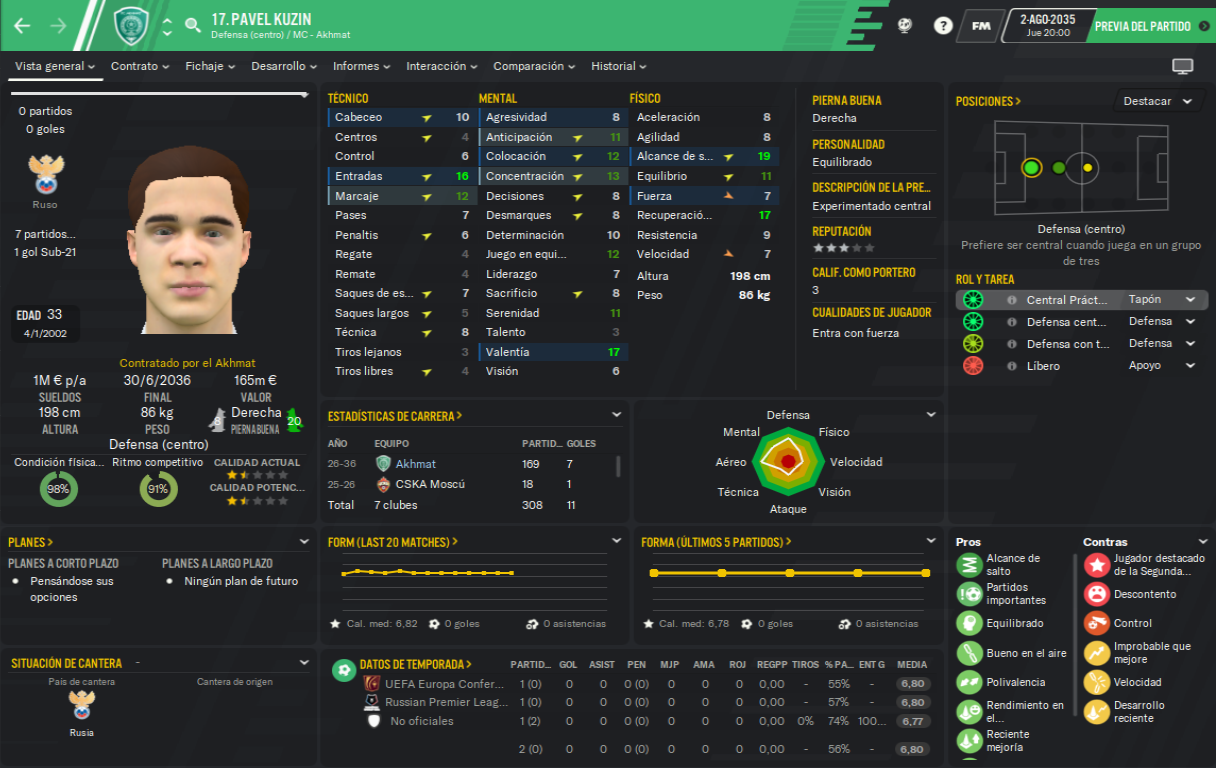 17. PAVEL KUZIN
Defensa (centro) / MC - Akhmat
FM
2-AGO-2035
Jue 20:00
PREVIA DEL PARTIDO
Vista general
Contrato
Fichaje
Desarrollo
Informes
Interacción
Comparación
Historial
0 partidos
0 goles
Ruso
7 partidos...
1 gol Sub-21
EDAD 33
4/1/2002
Contratado por el Akhmat
1M € p/a 30/6/2036 165m €
SUELDOS FINAL VALOR
198 cm 86 kg 8 Derecha 20
ALTURA PESO PIERNA BUENA
Defensa (centro)
Condición física... Ritmo competitivo CALIDAD ACTUAL
98% 91%
CALIDAD POTENC...
TÉCNICO
Cabeceo 10
Centros 4
Control 6
Entradas 16
Marcaje 12
Pases 7
Penaltis 6
Regate 4
Remate 4
Saques de es... 7
Saques largos 5
Técnica 8
Tiros lejanos 3
Tiros libres 4
MENTAL
Agresividad 8
Anticipación 11
Colocación 12
Concentración 13
Decisiones 8
Desmarques 8
Determinación 10
Juego en equi... 12
Liderazgo 7
Sacrificio 8
Serenidad 11
Talento 3
Valentía 17
Visión 6
FÍSICO
Aceleración 8
Agilidad 8
Alcance de s... 19
Equilibrio 11
Fuerza 7
Recuperació... 17
Resistencia 9
Velocidad 7
Altura 198 cm
Peso 86 kg
PIERNA BUENA
Derecha
PERSONALIDAD
Equilibrado
DESCRIPCIÓN DE LA PRE...
Experimentado central
REPUTACIÓN
CALIF. COMO PORTERO
3
CUALIDADES DE JUGADOR
Entra con fuerza
POSICIONES >
Destacar
Defensa (centro)
Prefiere ser central cuando juega en un grupo
de tres
ROL Y TAREA
Central Práct... Tapón
Defensa cent... Defensa
Defensa con t... Defensa
Líbero Apoyo
ESTADÍSTICAS DE CARRERA >
AÑO EQUIPO PARTID... GOLES
26-36 Akhmat 169 7
25-26 CSKA Moscú 18 1
Total 7 clubes 308 11
Defensa
Mental Físico
Aéreo Velocidad
Técnica Visión
Ataque
PLANES >
PLANES A CORTO PLAZO PLANES A LARGO PLAZO
Pensándose sus
opciones
Ningún plan de futuro
FORM (LAST 20 MATCHES) >
Cal. med: 6,82 0 goles 0 asistencias
FORMA (ÚLTIMOS 5 PARTIDOS) >
Cal. med: 6,78 0 goles 0 asistencias
Pros
Alcance de
salto
Partidos
importantes
Equilibrado
Bueno en el aire
Polivalencia
Rendimiento en
el...
Reciente
mejoría
Contras
Jugador destacado
de la Segunda...
Descontento
Control
Improbable que
mejore
Velocidad
Desarrollo
reciente
SITUACIÓN DE CANTERA -
País de cantera Cantera de origen
Rusia
DATOS DE TEMPORADA > PARTID... GOL ASIST PEN MJP AMA ROJ REGPP TIROS % PA... ENT G MEDIA
UEFA Europa Confer... 1 (0) 0 0 0 (0) 0 0 0 0,00 - 55% - 6,80
Russian Premier Leag... 1 (0) 0 0 0 (0) 0 0 0 0,00 - 57% - 6,80
No oficiales 1 (2) 0 0 0 (0) 0 0 0 0,00 0% 74% 100... 6,77
2 (0) 0 0 0 (0) 0 0 0 0,00 - 56% - 6,80